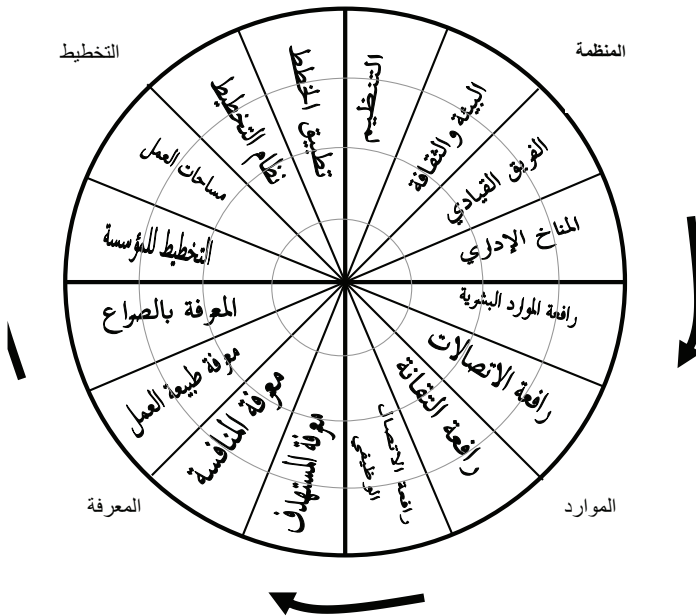 المنظمة
التنظيم
البيئة والثقافة
الفريق القيادي
المناخ الإداري
الموارد
رافعة الموارد البشرية
رافعة الاتصالات
رافعة التقانة
رافعة الاتصال
الوظيفي
المعرفة
معرفة المستهدف
معرفة المنافسة
معرفة طبيعة العمل
المعرفة بالصراع
التخطيط
التخطيط للمؤسسة
مساحات العمل
نظام التخطيط
تطبيق الخطط